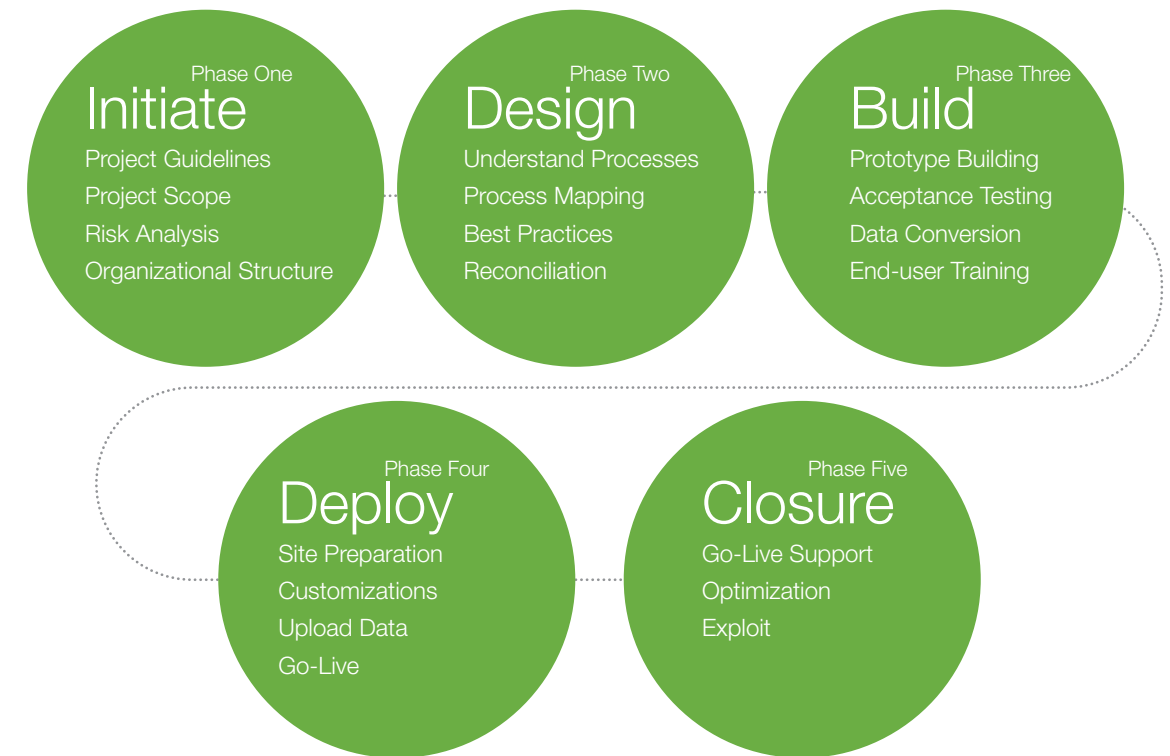 Phase One
Initiate
Project Guidelines
Project Scope
Risk Analysis
Organizational Structure
Phase Two
Design
Understand Processes
Process Mapping
Best Practices
Reconciliation
Phase Three
Build
Prototype Building
Acceptance Testing
Data Conversion
End-user Training
Phase Four
Deploy
Site Preparation
Customizations
Upload Data
Go-Live
Phase Five
Closure
Go-Live Support
Optimization
Exploit